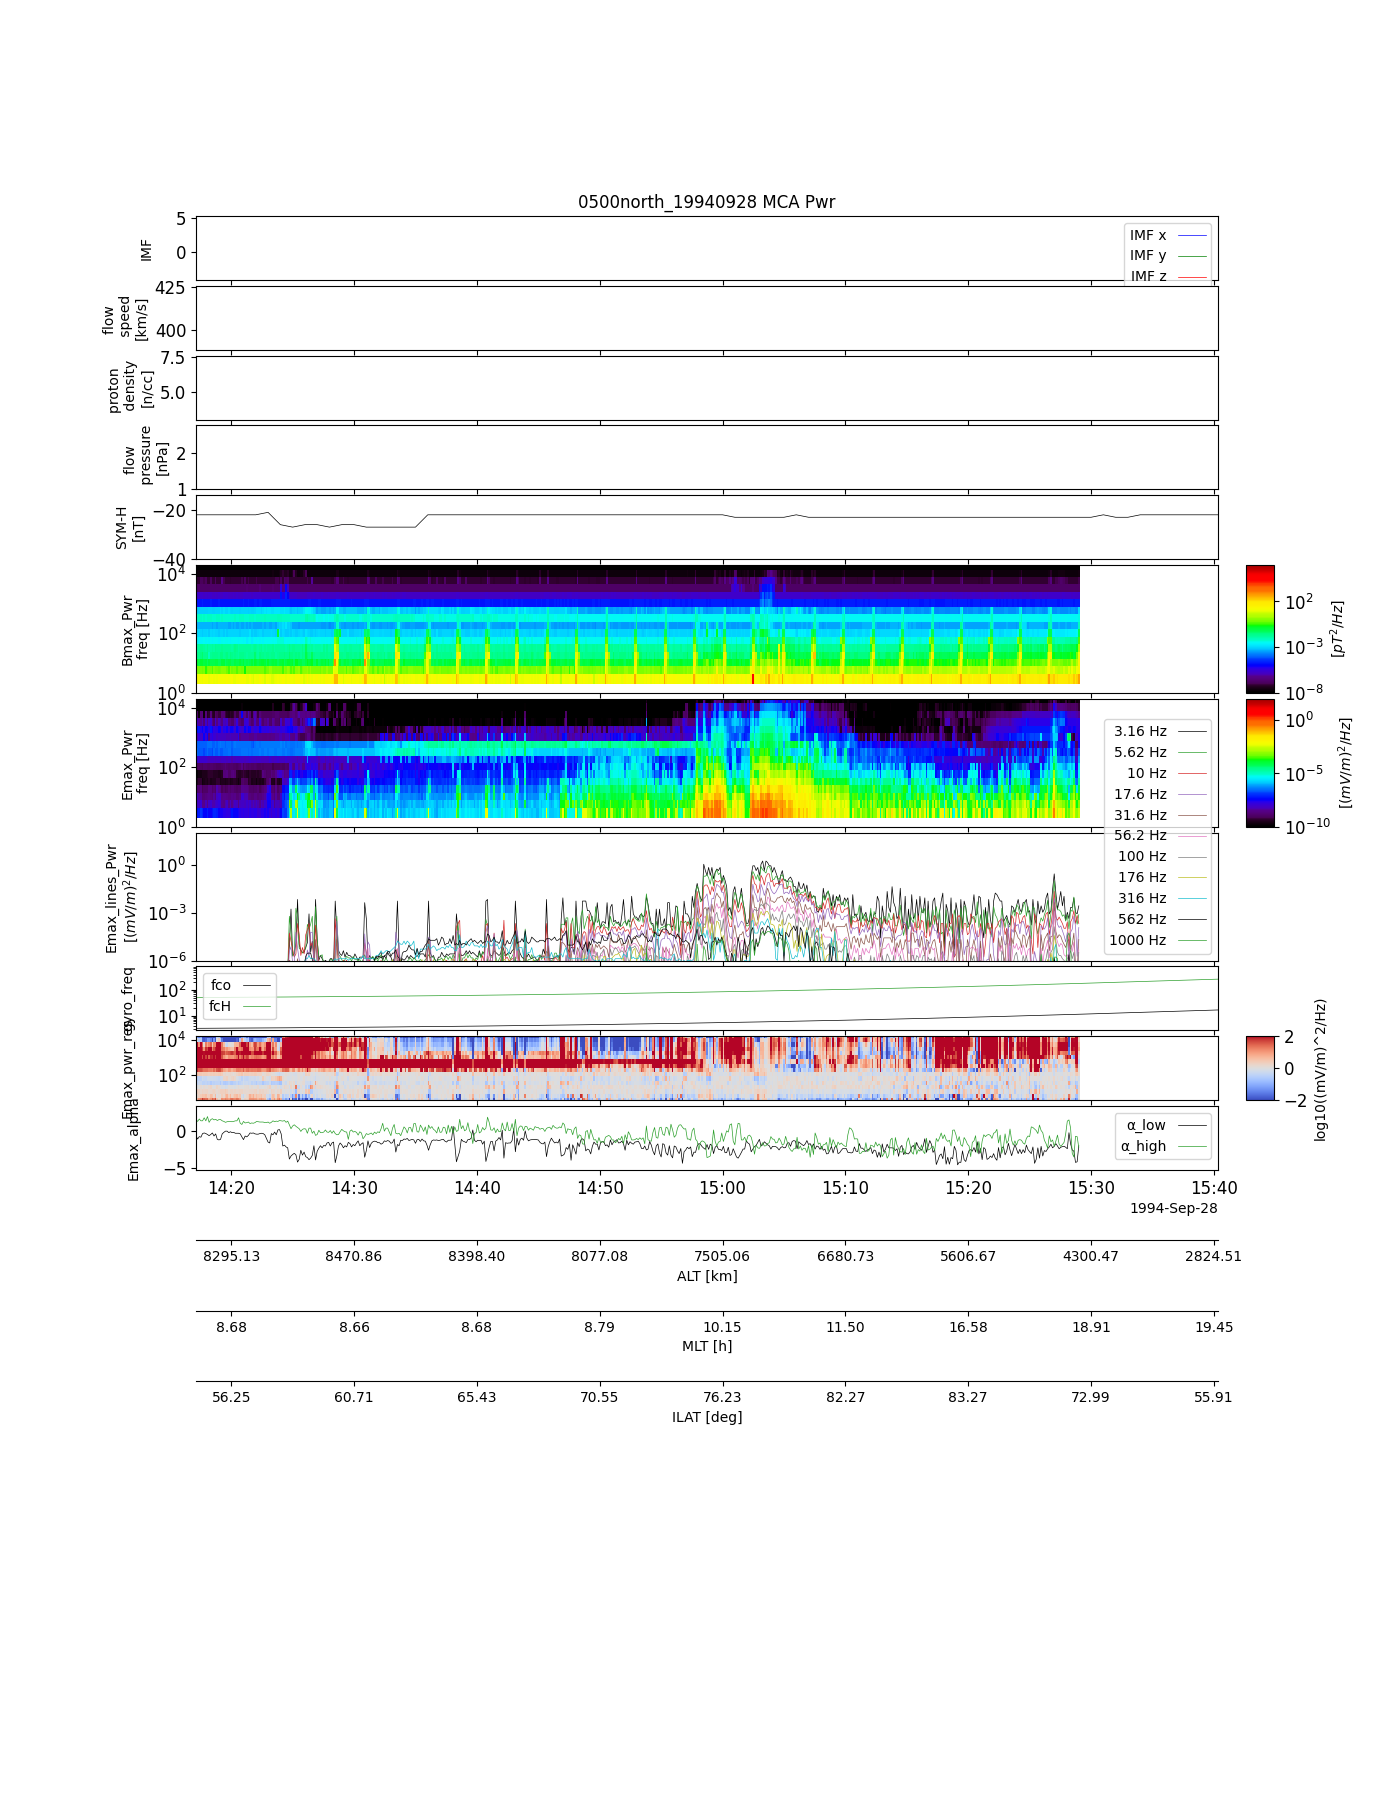 0500north_19940928 MCA Pwr
5
0
IMF
IMF x
IMF y
IMF z
425
400
flow
speed
[km/s]
7.5
5.0
proton
density
[n/cc]
2
1
flow
pressure
[nPa]
−20
−40
SYM-H
[nT]
10^4
10^2
10^0
Bmax_Pwr
freq [Hz]
10^2
10^−3
10^−8
[pT^2/Hz]
10^4
10^2
10^0
Emax_Pwr
freq [Hz]
10^0
10^−5
10^−10
[(mV/m)^2/Hz]
3.16 Hz
5.62 Hz
10 Hz
17.6 Hz
31.6 Hz
56.2 Hz
100 Hz
176 Hz
316 Hz
562 Hz
1000 Hz
10^0
10^−3
10^−6
Emax_lines_Pwr
[(mV/m)^2/Hz]
fco
fcH
10^2
10^1
gyro_freq
10^4
10^2
Emax_pwr_reg
2
0
−2
log10((mV/m)^2/Hz)
0
−5
Emax_alpha
α_low
α_high
14:20 14:30 14:40 14:50 15:00 15:10 15:20 15:30 15:40
1994-Sep-28
8295.13 8470.86 8398.40 8077.08 7505.06 6680.73 5606.67 4300.47 2824.51
ALT [km]
8.68 8.66 8.68 8.79 10.15 11.50 16.58 18.91 19.45
MLT [h]
56.25 60.71 65.43 70.55 76.23 82.27 83.27 72.99 55.91
ILAT [deg]